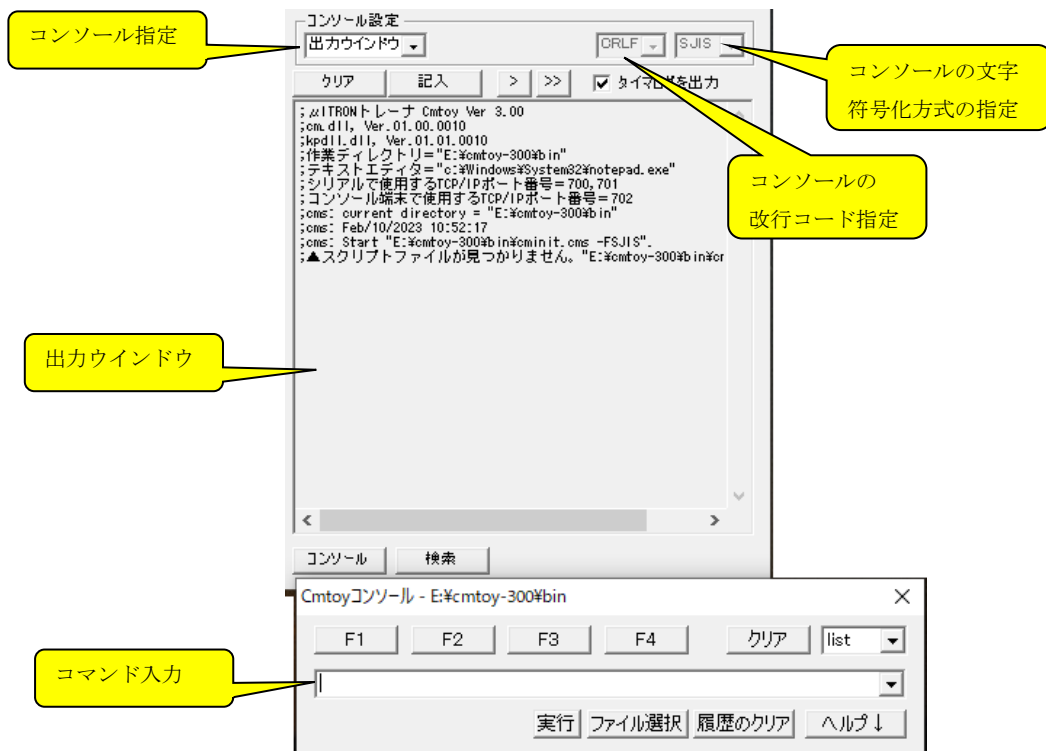 コンソール設定
コンソール指定
出力ウインドウ
CRLF
SJIS
クリア
記入
>
>>
タイマログを出力
コンソールの文字
符号化方式の指定
;μITRONトレーナ Cmtoy Ver 3.00
;cm.dll, Ver.01.00.0010
;kpdll.dll, Ver.01.01.0010
;作業ディレクトリ="E:¥cmtoy-300¥bin"
;テキストエディタ="c:¥Windows¥System32¥notepad.exe"
;シリアルで使用するTCP/IPポート番号=700,701
;コンソール端末で使用するTCP/IPポート番号=702
;cms: current directory = "E:¥cmtoy-300¥bin"
;cms: Feb/10/2023 10:52:17
;cms: Start "E:¥cmtoy-300¥bin¥cminit.cms -FSJIS".
;▲スクリプトファイルが見つかりません。"E:¥cmtoy-300¥bin¥cr
コンソールの
改行コード指定
出力ウインドウ
コンソール
検索
Cmtoyコンソール - E:¥cmtoy-300¥bin
F1
F2
F3
F4
クリア
list
コマンド入力
実行
ファイル選択
履歴のクリア
ヘルプ↓